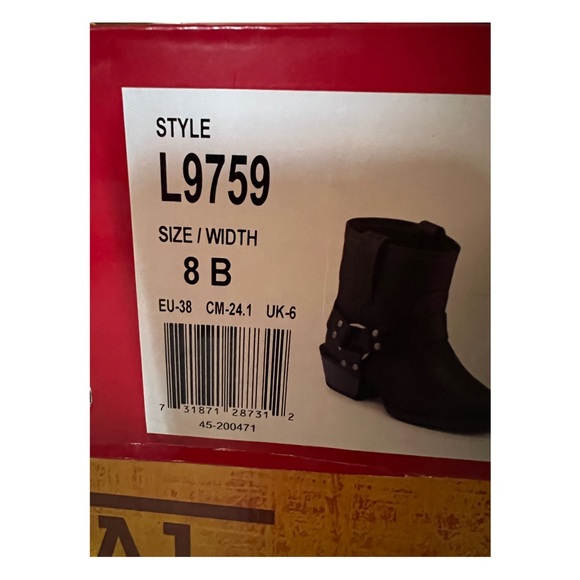 STYLE
L9759
SIZE / WIDTH
8 B
EU-38 CM-24.1 UK-6
7 31871 28731 2
45-200471